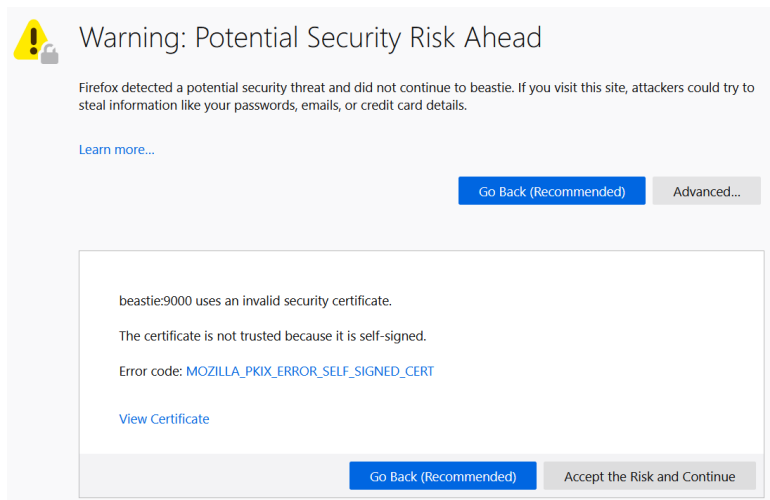 Warning: Potential Security Risk Ahead
Firefox detected a potential security threat and did not continue to beastie. If you visit this site, attackers could try to
steal information like your passwords, emails, or credit card details.
Learn more...
Go Back (Recommended)
Advanced...
beastie:9000 uses an invalid security certificate.
The certificate is not trusted because it is self-signed.
Error code: MOZILLA_PKIX_ERROR_SELF_SIGNED_CERT
View Certificate
Go Back (Recommended)
Accept the Risk and Continue